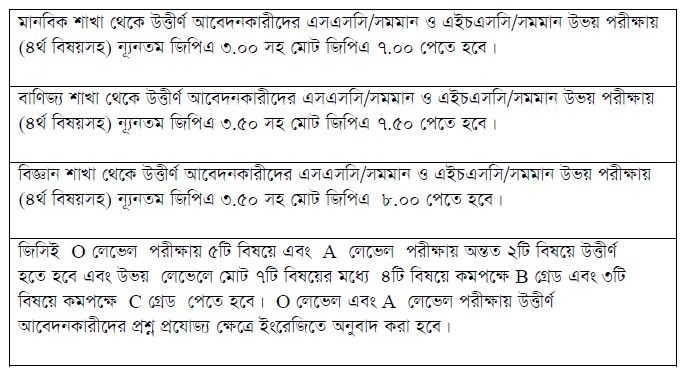 মানবিক শাখা থেকে উত্তীর্ণ আবেদনকারীদের এসএসসি/সমমান ও এইচএসসি/সমমান উভয় পরীক্ষায়
(৪র্থ বিষয়সহ) ন্যূনতম জিপিএ ৩.০০ সহ মোট জিপিএ ৭.০০ পেতে হবে।
বাণিজ্য শাখা থেকে উত্তীর্ণ আবেদনকারীদের এসএসসি/সমমান ও এইচএসসি/সমমান উভয় পরীক্ষায়
(৪র্থ বিষয়সহ) ন্যূনতম জিপিএ ৩.৫০ সহ মোট জিপিএ ৭.৫০ পেতে হবে।
বিজ্ঞান শাখা থেকে উত্তীর্ণ আবেদনকারীদের এসএসসি/সমমান ও এইচএসসি/সমমান উভয় পরীক্ষায়
(৪র্থ বিষয়সহ) ন্যূনতম জিপিএ ৩.৫০ সহ মোট জিপিএ ৮.০০ পেতে হবে।
জিসিই O লেভেল পরীক্ষায় ৫টি বিষয়ে এবং A লেভেল পরীক্ষায় অন্তত ২টি বিষয়ে উত্তীর্ণ
হতে হবে এবং উভয় লেভেলে মোট ৭টি বিষয়ের মধ্যে ৪টি বিষয়ে কমপক্ষে B গ্রেড এবং ৩টি
বিষয়ে কমপক্ষে C গ্রেড পেতে হবে। O লেভেল এবং A লেভেল পরীক্ষায় উত্তীর্ণ
আবেদনকারীদের প্রশ্ন প্রযোজ্য ক্ষেত্রে ইংরেজিতে অনুবাদ করা হবে।